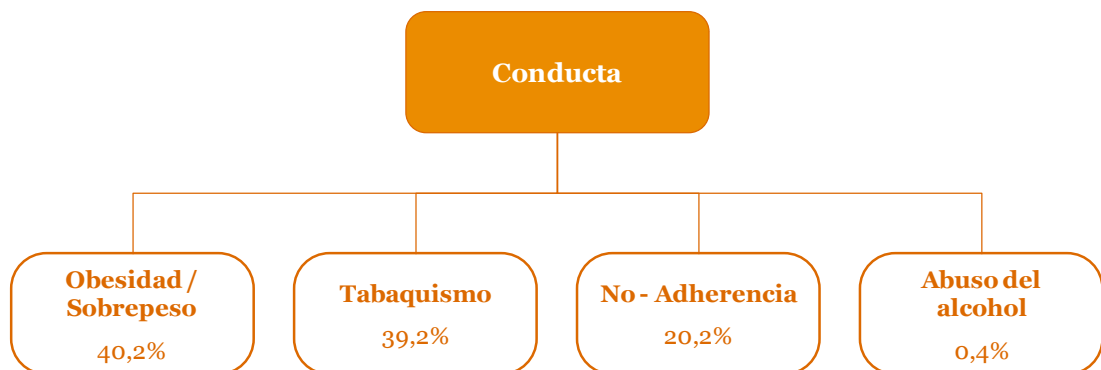 Conducta
Obesidad /
Sobrepeso
40,2%
Tabaquismo
39,2%
No - Adherencia
20,2%
Abuso del
alcohol
0,4%